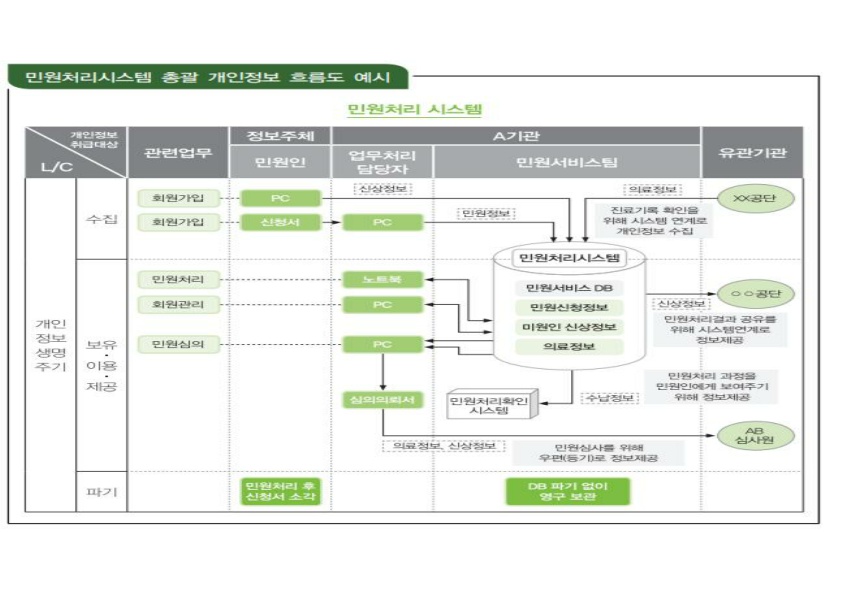 민원처리시스템 총괄 개인정보 흐름도 예시
민원처리 시스템
개인정보
취급대상
L/C
관련업무
정보주체
민원인
A기관
업무처리
담당자
민원서비스팀
유관기관
개인
정보
생명
주기
수집
회원가입
PC
신상정보
의료정보
XX공단
회원가입
신청서
PC
민원정보
진료기록 확인을
위해 시스템 연계로
개인정보 수집
민원처리시스템
민원서비스 DB
민원신청정보
미원인 신상정보
의료정보
보유
·
이용
·
제공
민원처리
노트북
회원관리
PC
민원심의
PC
신상정보
○○공단
민원처리결과 공유를
위해 시스템연계로
정보제공
심의의뢰서
민원처리확인
시스템
수납정보
민원처리 과정을
민원인에게 보여주기
위해 정보제공
의료정보, 신상정보
민원심사를 위해
우편(등기)로 정보제공
AB
심사원
파기
민원처리 후
신청서 소각
DB 파기 없이
영구 보관